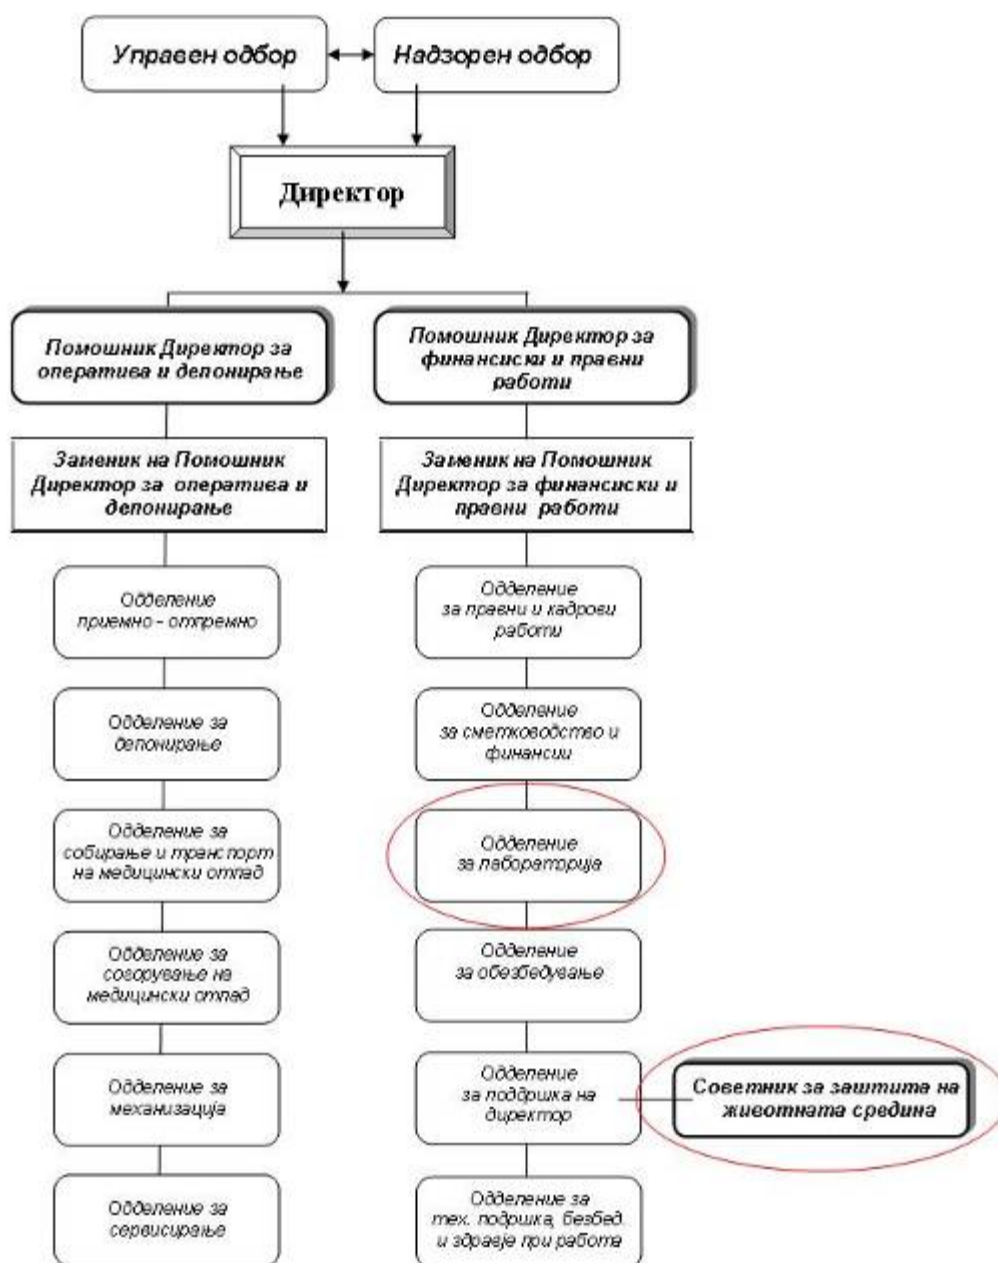 Управен одбор
Надзорен одбор
Директор
Помошник Директор за
оператива и депонирање
Помошник Директор за
финансиски и правни
работи
Заменик на Помошник
Директор за оператива и
депонирање
Заменик на Помошник
Директор за финансиски и
правни работи
Одделение
приемно - отпремно
Одделение
за правни и кадрови
работи
Одделение за
депонирање
Одделение
за сметководство и
финансии
Одделение за
собирање и транспорт
на медицински отпад
Одделение
за лабораторија
Одделение за
согорување на
медицински отпад
Одделение
за обезбедување
Одделение за
механизација
Одделение
за поддршка на
директор
Советник за заштита на
животната средина
Одделение за
сервисирање
Одделение за
тех. подршка, безбед.
и здравје при работа